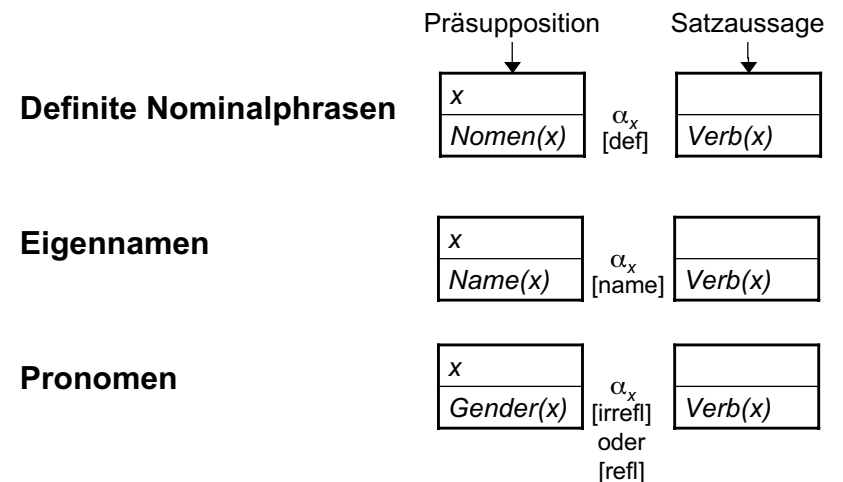 Präsupposition Satzaussage
Definite Nominalphrasen
x
Nomen(x)
αx
[def]
Verb(x)
Eigennamen
x
Name(x)
αx
[name]
Verb(x)
Pronomen
x
Gender(x)
αx
[irrefl]
oder
[refl]
Verb(x)